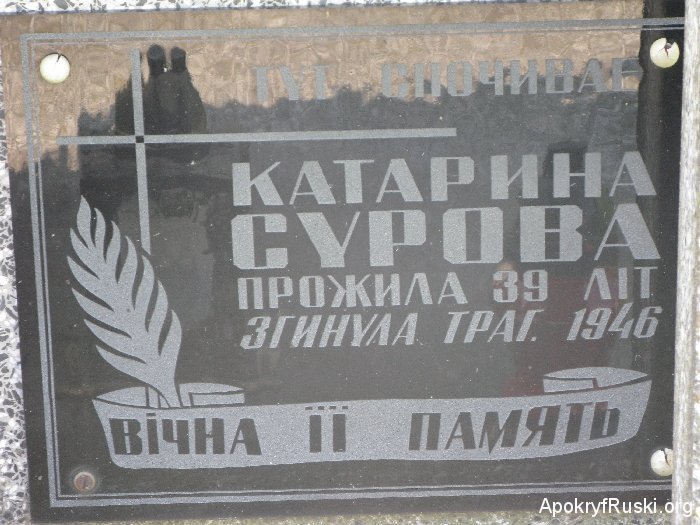 ТУТ СПОЧИВАЄ
КАТАРИНА
СУРОВА
ПРОЖИЛА 39 ЛІТ
ЗГИНУЛА ТРАГ. 1946
ВІЧНА ЇЇ ПАМЯТЬ
ApokryfRuski.org